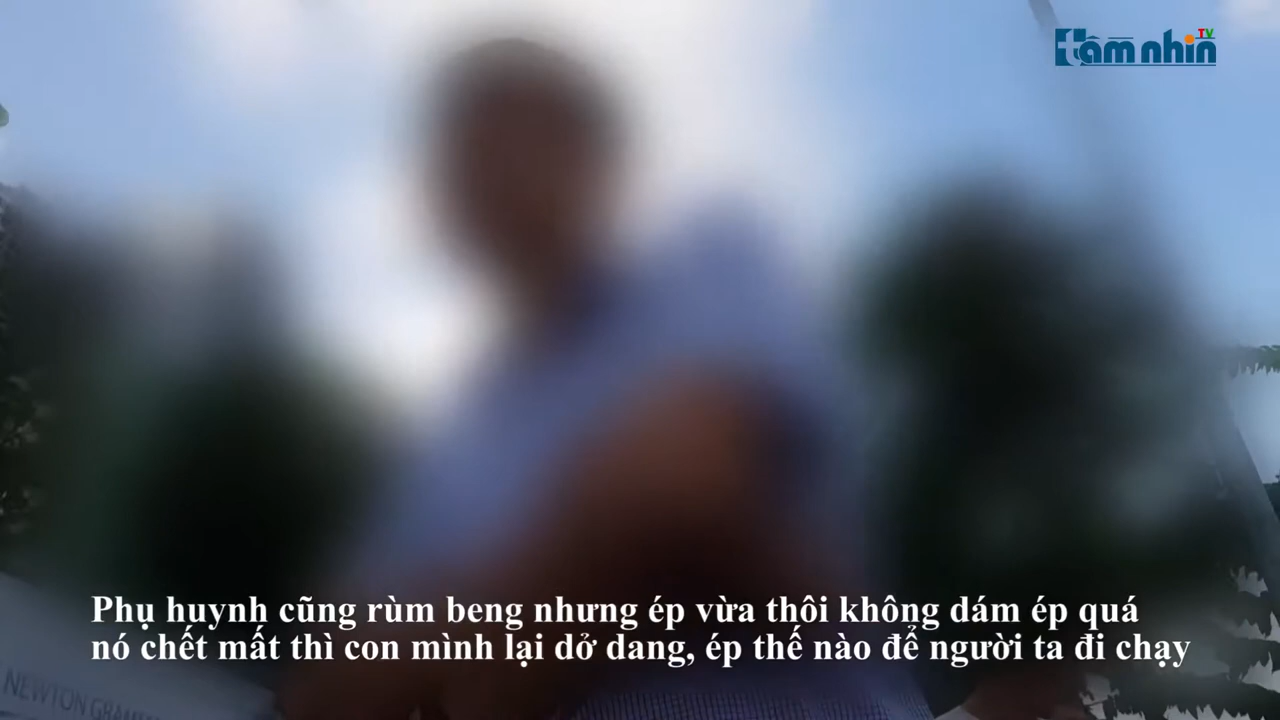 tầm nhìn TV
Phụ huynh cũng rùm beng nhưng ép vừa thôi không dám ép quá
nó chết mất thì con mình lại dở dang, ép thế nào để người ta đi chạy
NEWTON